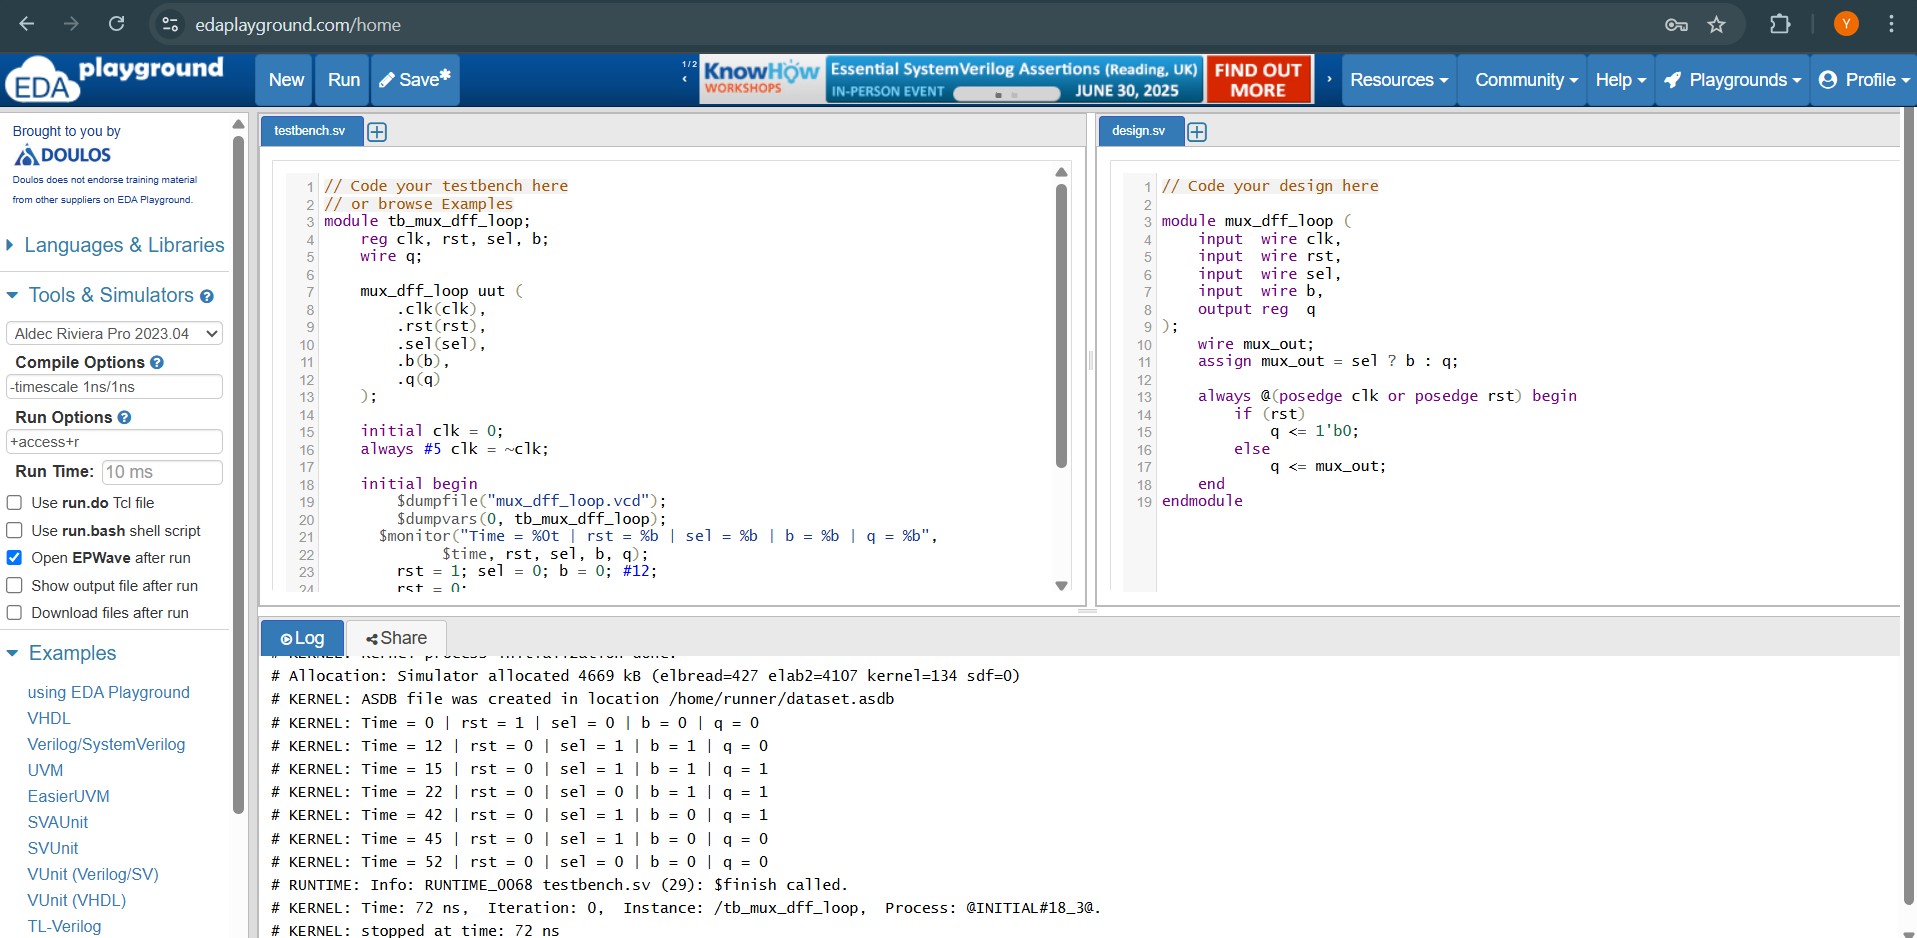 edaplayground.com/home
Y
EDA playground
New
Run
Save*
1/2
KnowHow
WORKSHOPS
Essential SystemVerilog Assertions (Reading, UK)
IN-PERSON EVENT
JUNE 30, 2025
FIND OUT
MORE
Resources
Community
Help
Playgrounds
Profile
Brought to you by
DOULOS
Doulos does not endorse training material
from other suppliers on EDA Playground.
Languages & Libraries
Tools & Simulators
Aldec Riviera Pro 2023.04
Compile Options
-timescale 1ns/1ns
Run Options
+access+r
Run Time:
10 ms
Use run.do Tcl file
Use run.bash shell script
Open EPWave after run
Show output file after run
Download files after run
Examples
using EDA Playground
VHDL
Verilog/SystemVerilog
UVM
EasierUVM
SVAUnit
SVUnit
VUnit (Verilog/SV)
VUnit (VHDL)
TL-Verilog
testbench.sv
1 // Code your testbench here
2 // or browse Examples
3 module tb_mux_dff_loop;
4 reg clk, rst, sel, b;
5 wire q;
6
7 mux_dff_loop uut (
8 .clk(clk),
9 .rst(rst),
10 .sel(sel),
11 .b(b),
12 .q(q)
13 );
14
15 initial clk = 0;
16 always #5 clk = ~clk;
17
18 initial begin
19 $dumpfile("mux_dff_loop.vcd");
20 $dumpvars(0, tb_mux_dff_loop);
21 $monitor("Time = %0t | rst = %b | sel = %b | b = %b | q = %b",
22 $time, rst, sel, b, q);
23 rst = 1; sel = 0; b = 0; #12;
24 rst = 0;
design.sv
1 // Code your design here
2
3 module mux_dff_loop (
4 input wire clk,
5 input wire rst,
6 input wire sel,
7 input wire b,
8 output reg q
9 );
10 wire mux_out;
11 assign mux_out = sel ? b : q;
12
13 always @(posedge clk or posedge rst) begin
14 if (rst)
15 q <= 1'b0;
16 else
17 q <= mux_out;
18 end
19 endmodule
Log
Share
# KERNEL: Kernel process initialization done.
# Allocation: Simulator allocated 4669 kB (elbread=427 elab2=4107 kernel=134 sdf=0)
# KERNEL: ASDB file was created in location /home/runner/dataset.asdb
# KERNEL: Time = 0 | rst = 1 | sel = 0 | b = 0 | q = 0
# KERNEL: Time = 12 | rst = 0 | sel = 1 | b = 1 | q = 0
# KERNEL: Time = 15 | rst = 0 | sel = 1 | b = 1 | q = 1
# KERNEL: Time = 22 | rst = 0 | sel = 0 | b = 1 | q = 1
# KERNEL: Time = 42 | rst = 0 | sel = 1 | b = 0 | q = 1
# KERNEL: Time = 45 | rst = 0 | sel = 1 | b = 0 | q = 0
# KERNEL: Time = 52 | rst = 0 | sel = 0 | b = 0 | q = 0
# RUNTIME: Info: RUNTIME_0068 testbench.sv (29): $finish called.
# KERNEL: Time: 72 ns, Iteration: 0, Instance: /tb_mux_dff_loop, Process: @INITIAL#18_3@.
# KERNEL: stopped at time: 72 ns